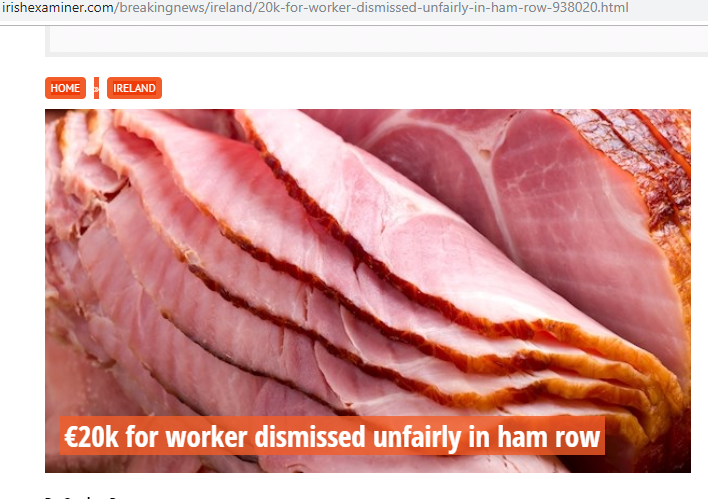 irishexaminer.com/breakingnews/ireland/20k-for-worker-dismissed-unfairly-in-ham-row-938020.html
HOME » IRELAND
€20k for worker dismissed unfairly in ham row